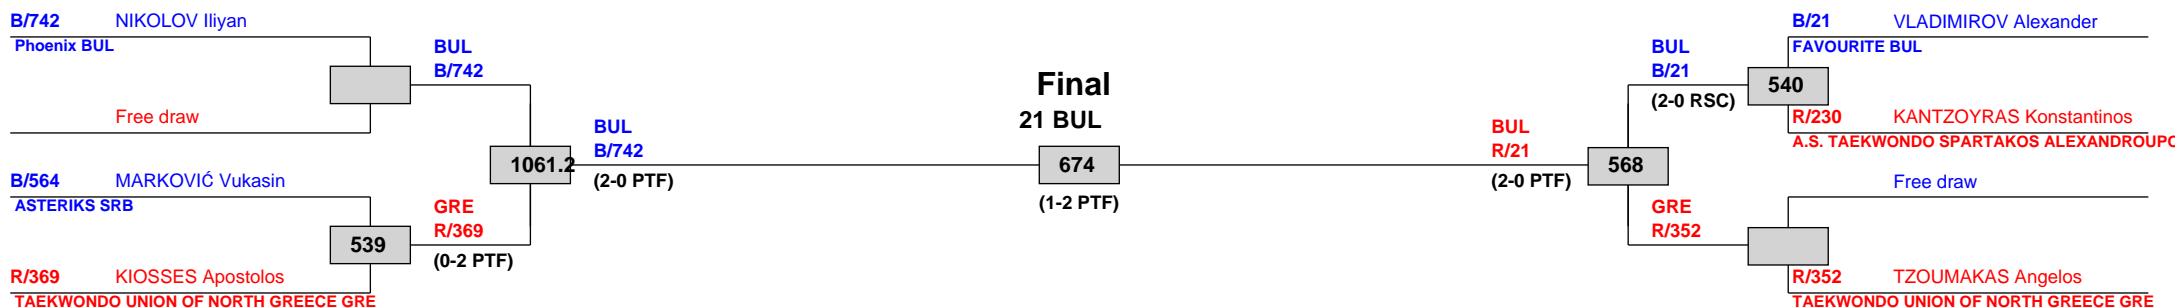 B/742 NIKOLOV Iliyan
Phoenix BUL
BUL
B/742
Free draw
BUL
B/742
1061.2
(2-0 PTF)
B/564 MARKOVIĆ Vukasin
ASTERIKS SRB
GRE
R/369
539
(0-2 PTF)
R/369 KIOSSES Apostolos
TAEKWONDO UNION OF NORTH GREECE GRE
Final
21 BUL
674
(1-2 PTF)
B/21 VLADIMIROV Alexander
FAVOURITE BUL
BUL
B/21
540
(2-0 RSC)
R/230 KANTZOYRAS Konstantinos
A.S. TAEKWONDO SPARTAKOS
BUL
R/21
568
(2-0 PTF)
Free draw
GRE
R/352
R/352 TZOUMAKAS Angelos
TAEKWONDO UNION OF NORTH GREECE GRE